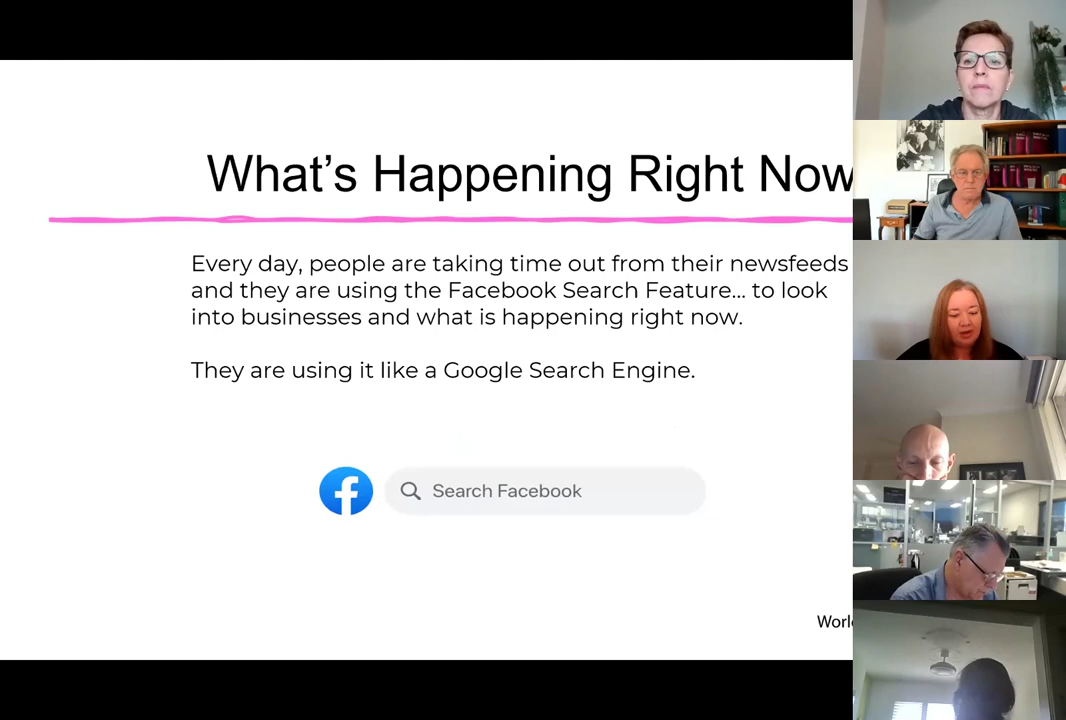 What’s Happening Right Now
Every day, people are taking time out from their newsfeeds
and they are using the Facebook Search Feature... to look
into businesses and what is happening right now.
They are using it like a Google Search Engine.
Search Facebook